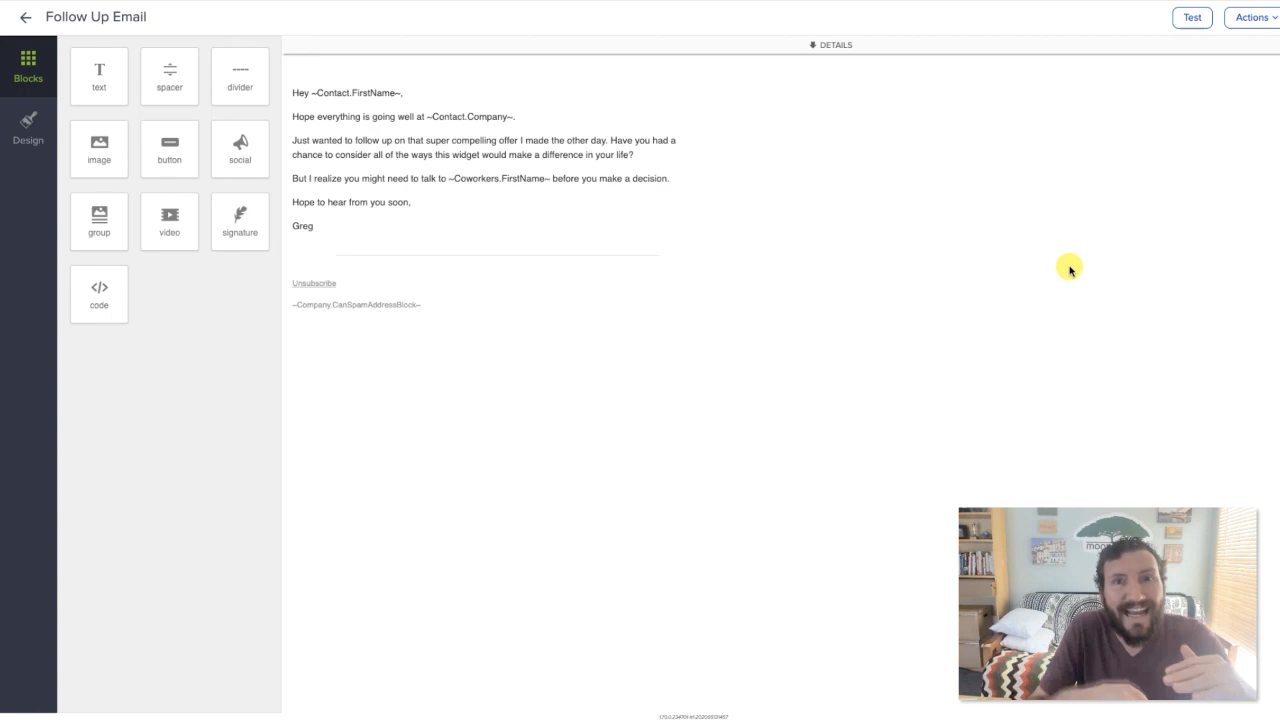 Follow Up Email
Test
Actions
DETAILS
Blocks
Design
text
spacer
divider
image
button
social
group
video
signature
code
Hey ~Contact.FirstName~,
Hope everything is going well at ~Contact.Company~.
Just wanted to follow up on that super compelling offer I made the other day. Have you had a
chance to consider all of the ways this widget would make a difference in your life?
But I realize you might need to talk to ~Coworkers.FirstName~ before you make a decision.
Hope to hear from you soon,
Greg
Unsubscribe
~Company.CanSpamAddressBlock~